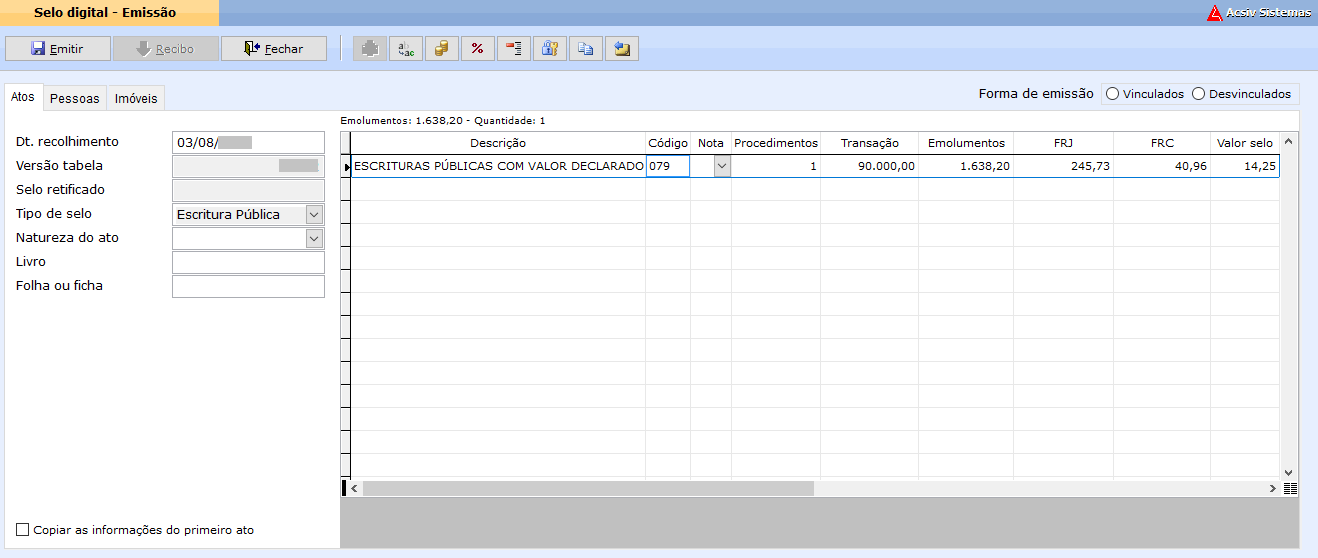 Selo digital - Emissão
Acsiv Sistemas
Emitir Recibo Fechar
Atos Pessoas Imóveis
Forma de emissão Vinculados Desvinculados
Dt. recolhimento 03/08/
Versão tabela
Selo retificado
Tipo de selo Escritura Pública
Natureza do ato
Livro
Folha ou ficha
Copiar as informações do primeiro ato
Emolumentos: 1.638,20 - Quantidade: 1
Descrição Código Nota Procedimentos Transação Emolumentos FRJ FRC Valor selo
ESCRITURAS PÚBLICAS COM VALOR DECLARADO 079 1 90.000,00 1.638,20 245,73 40,96 14,25